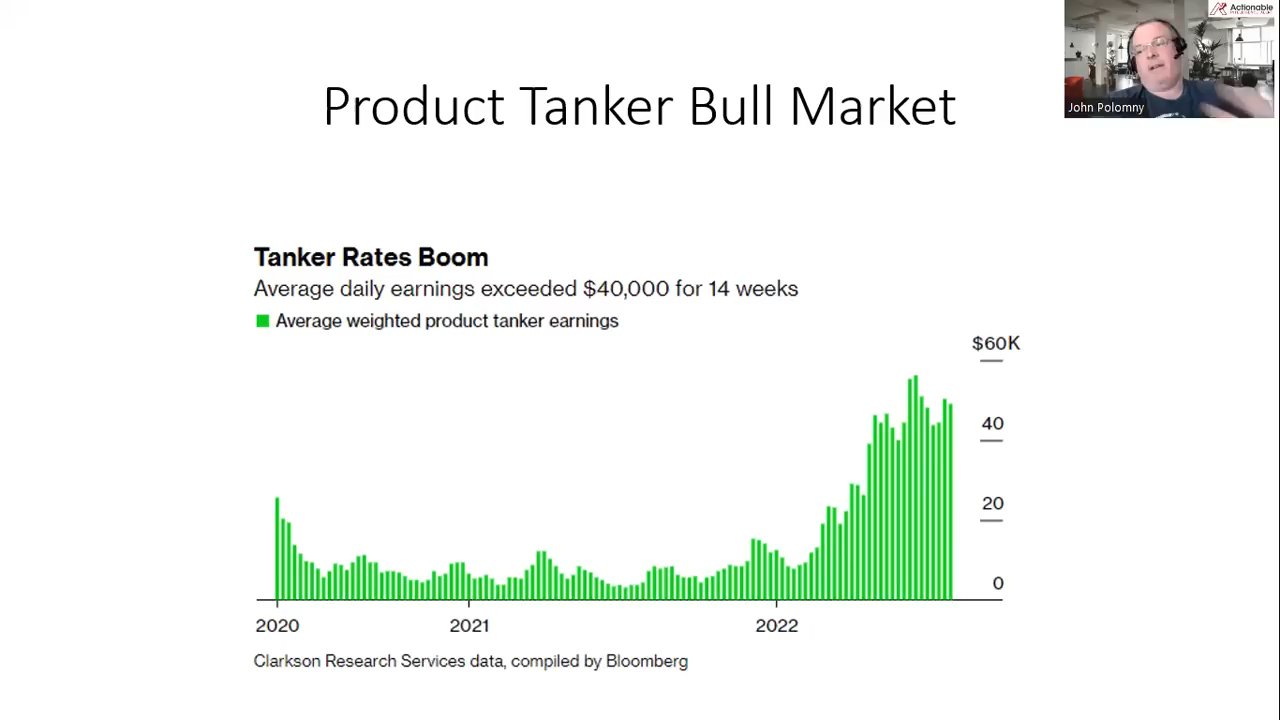 Actionable
John Polomny
Product Tanker Bull Market
Tanker Rates Boom
Average daily earnings exceeded $40,000 for 14 weeks
Average weighted product tanker earnings
$60K
40
20
0
2020 2021 2022
Clarkson Research Services data, compiled by Bloomberg